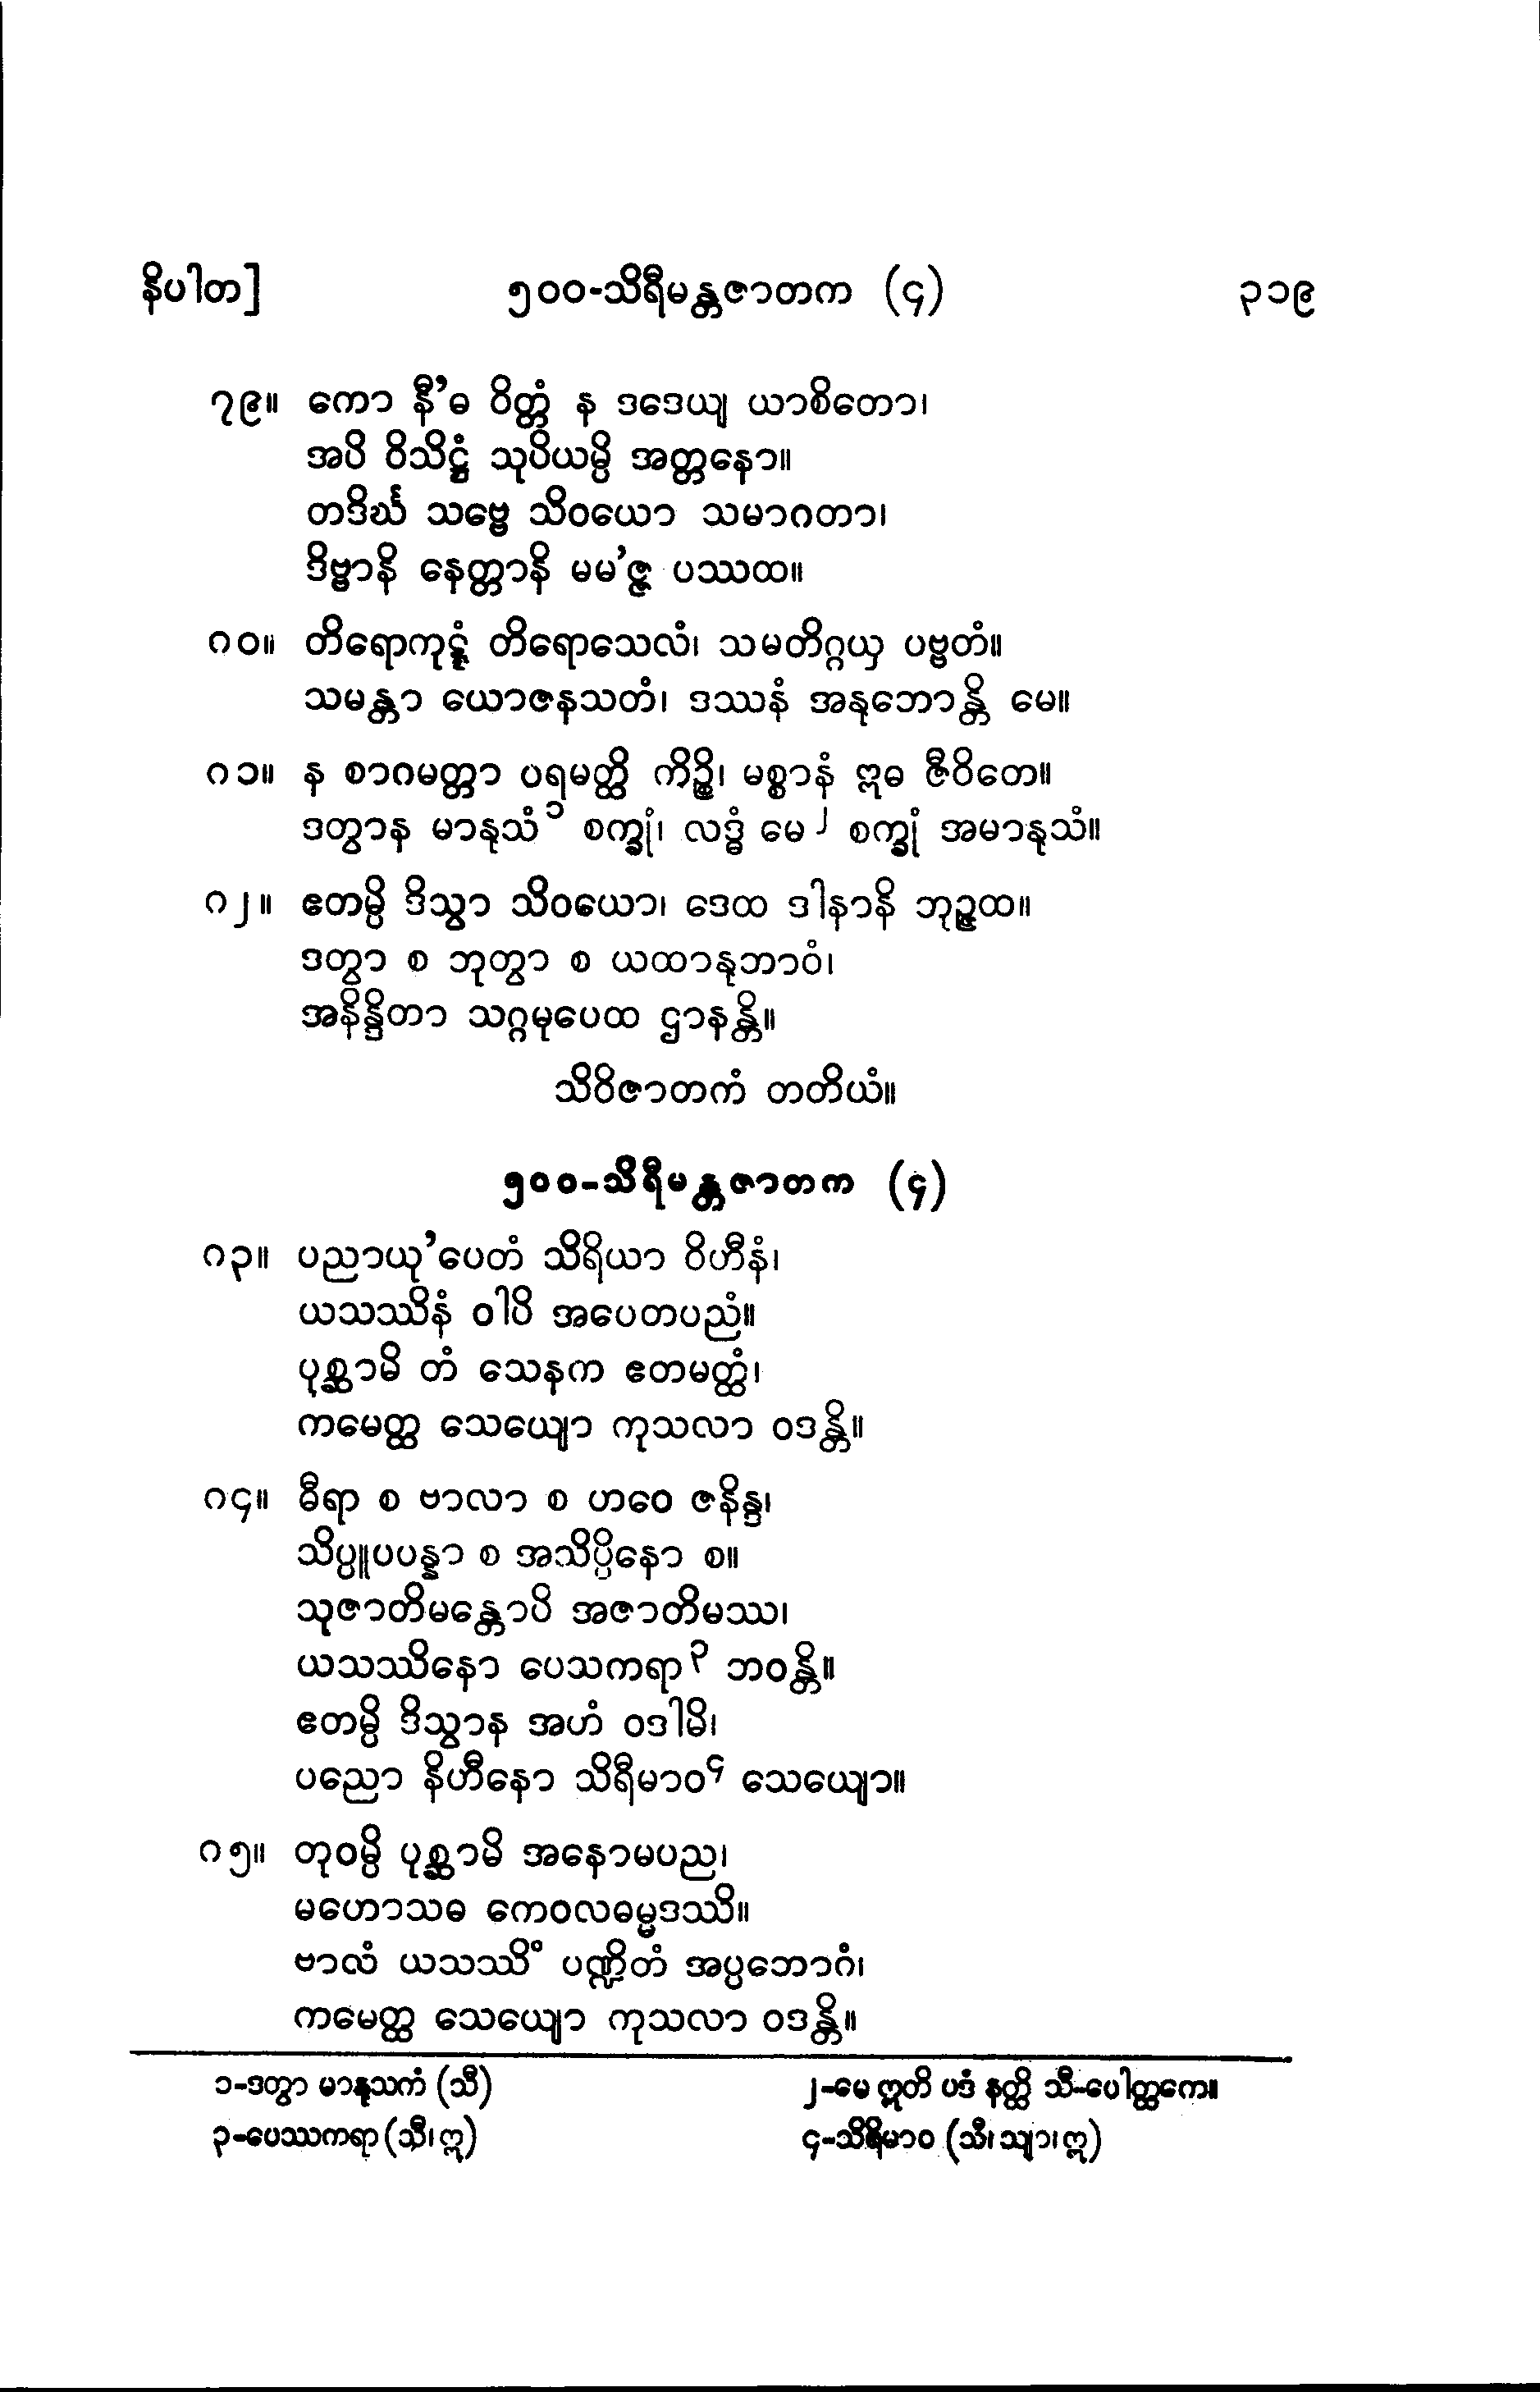 နိပါတ] ၅၀၀-သိရီမန္တဇာတက (၄) ၃၁၉
၇၉။ ကော နီ'ဓ ဝိတ္တံ န ဒဒေယျ ယာစိတော၊
အပိ ဝိသိဋ္ဌံ သုပိယမ္ပိ အတ္တနော။
တဒိင်္ဃ သဗ္ဗေ သိဝယော သမာဂတာ၊
ဒိဗ္ဗာနိ နေတ္တာနိ မမ'ဇ္ဇ ပဿထ။
၈၀။ တိရောကုဋ္ဋံ တိရောသေလံ၊ သမတိဂ္ဂယှ ပဗ္ဗတံ။
သမန္တာ ယောဇနသတံ၊ ဒဿနံ အနုဘောန္တိ မေ။
၈၁။ န စာဂမတ္တာ ပရမတ္ထိ ကိဉ္စိ၊ မစ္စာနံ ဣဓ ဇီဝိတေ။
ဒတွာန မာနုသံ၁ စက္ခုံ၊ လဒ္ဓံ မေ၂ စက္ခုံ အမာနုသံ။
၈၂။ ဧတမ္ပိ ဒိသွာ သိဝယော၊ ဒေထ ဒါနာနိ ဘုဉ္ဇထ။
ဒတွာ စ ဘုတွာ စ ယထာနုဘာဝံ၊
အနိန္ဒိတာ သဂ္ဂမုပေထ ဌာနန္တိ။
သိဝိဇာတကံ တတိယံ။
၅၀၀-သိရီမန္တဇာတက (၄)
၈၃။ ပညာယု'ပေတံ သိရိယာ ဝိဟီနံ၊
ယသဿိနံ ဝါပိ အပေတပညံ။
ပုစ္ဆာမိ တံ သေနက ဧတမတ္ထံ၊
ကမေတ္ထ သေယျော ကုသလာ ဝဒန္တိ။
၈၄။ ဓီရာ စ ဗာလာ စ ဟဝေ ဇနိန္ဒ၊
သိပ္ပူပပန္နာ စ အသိပ္ပိနော စ။
သုဇာတိမန္တောပိ အဇာတိမဿ၊
ယသဿိနော ပေသကရာ၃ ဘဝန္တိ။
ဧတမ္ပိ ဒိသွာန အဟံ ဝဒါမိ၊
ပညော နိဟီနော သိရီမာဝ၄ သေယျော။
၈၅။ တုဝမ္ပိ ပုစ္ဆာမိ အနောမပည၊
မဟောသဓ ကေဝလဓမ္မဒဿိ။
ဗာလံ ယသဿိံ ပဏ္ဍိတံ အပ္ပဘောဂံ၊
ကမေတ္ထ သေယျော ကုသလာ ဝဒန္တိ။
၁-ဒတွာ မာနုသကံ (သီ) ၂-မေ ဣတိ ပဒံ နတ္ထိ သီ-ပေါတ္ထကေ။
၃-ပေဿကရာ (သီ၊ ဣ) ၄-သိရိမာဝ (သီ၊ သျာ၊ ဣ)